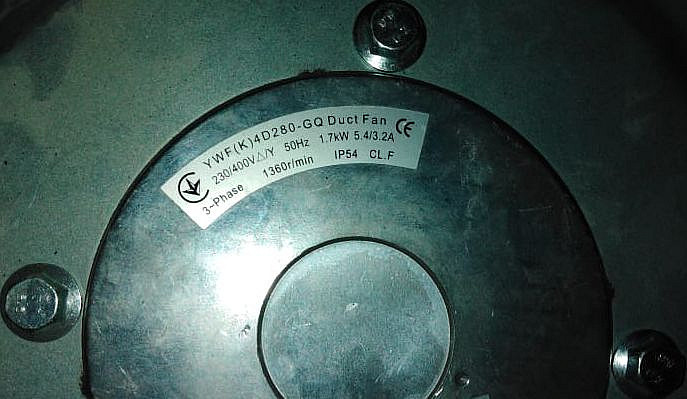 YWF(K)4D280-GQ Duct Fan CE
230/400V△/Y 50Hz 1.7kW 5.4/3.2A
3~Phase 1360r/min IP54 CL.F